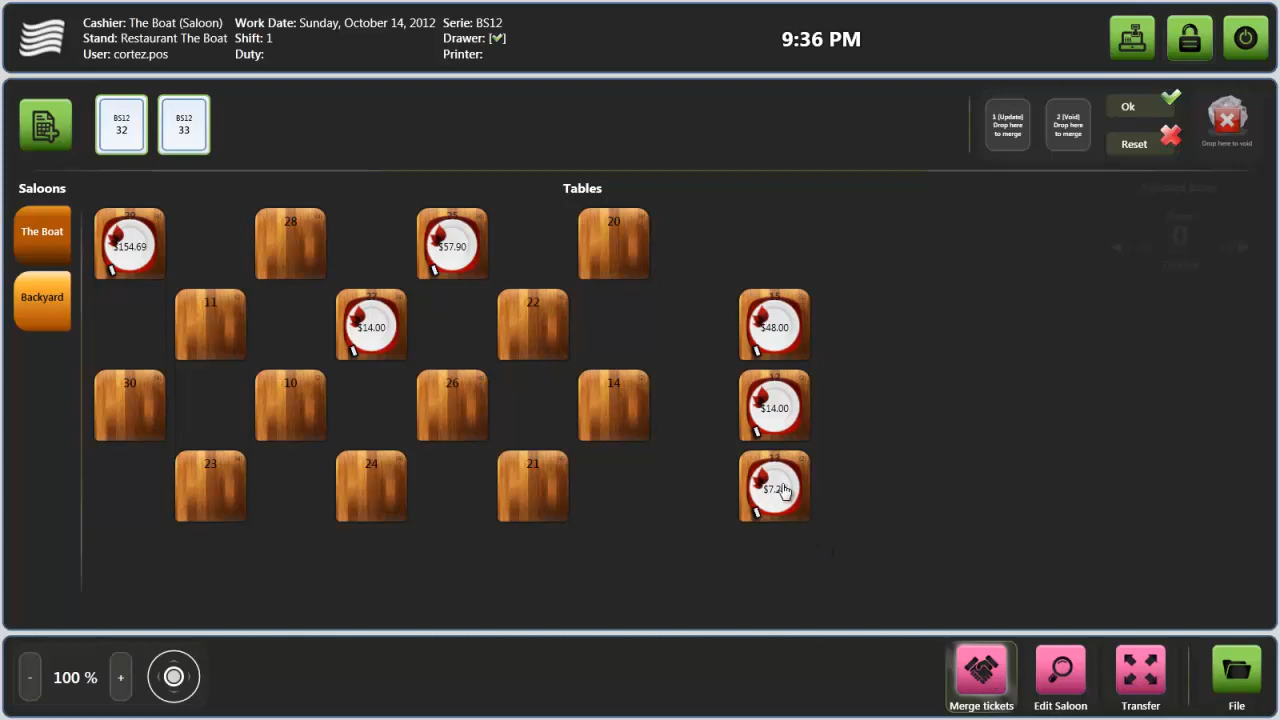 Cashier: The Boat (Saloon) Work Date: Sunday, October 14, 2012 Serie: BS12
Stand: Restaurant The Boat Shift: 1 Drawer: [✓]
User: cortez.pos Duty: Printer:
9:36 PM
BS12
32
BS12
33
1 [Update]
Drop here
to
merge
2 [Void]
Drop here
to
merge
Ok
Reset
Drop here to void
Saloons
Tables
The Boat
Backyard
$154.69
28
$57.90
20
11
$14.00
22
$48.00
30
10
26
14
$14.00
23
24
21
- 100 % +
Merge tickets
Edit Saloon
Transfer
File